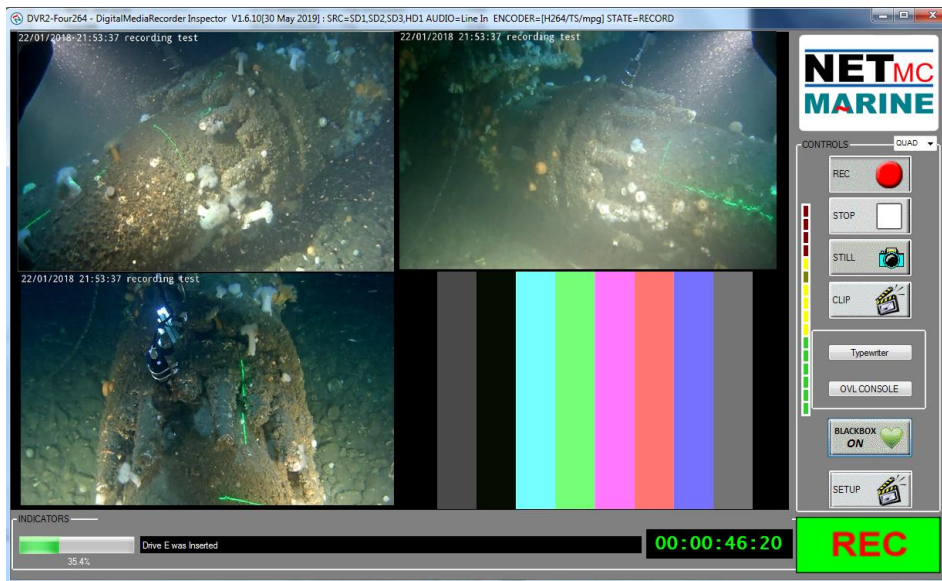 DVR2-Four264 - DigitalMediaRecorder Inspector V1.6.10[30 May 2019] : SRC=SD1,SD2,SD3,HD1 AUDIO=Line In ENCODER=[H264/TS/mpg] STATE=RECORD
22/01/2018 21:53:37 recording test
22/01/2018 21:53:37 recording test
22/01/2018 21:53:37 recording test
NETMC
MARINE
CONTROLS
QUAD
REC
STOP
STILL
CLIP
Typewriter
OVL CONSOLE
BLACKBOX
ON
SETUP
INDICATORS
35.4%
Drive E was Inserted
00:00:46:20
REC